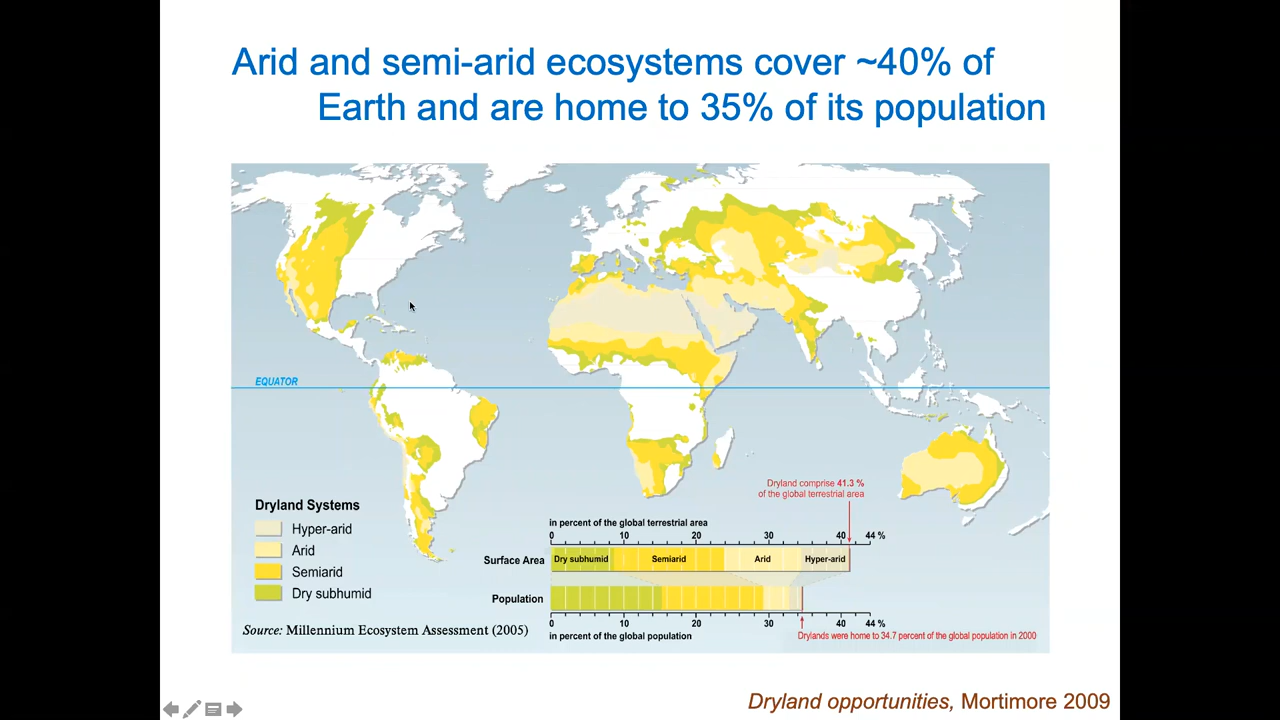 Arid and semi-arid ecosystems cover ~40% of
Earth and are home to 35% of its population
EQUATOR
Dryland Systems
Hyper-arid
Arid
Semiarid
Dry subhumid
Source: Millennium Ecosystem Assessment (2005)
Dryland comprise 41.3 %
of the global terrestrial area
in percent of the global terrestrial area
0 10 20 30 40 44 %
Surface Area Dry subhumid Semiarid Arid Hyper-arid
Population
0 10 20 30 40 44 %
in percent of the global population
Drylands were home to 34.7 percent of the global population in 2000
Dryland opportunities, Mortimore 2009